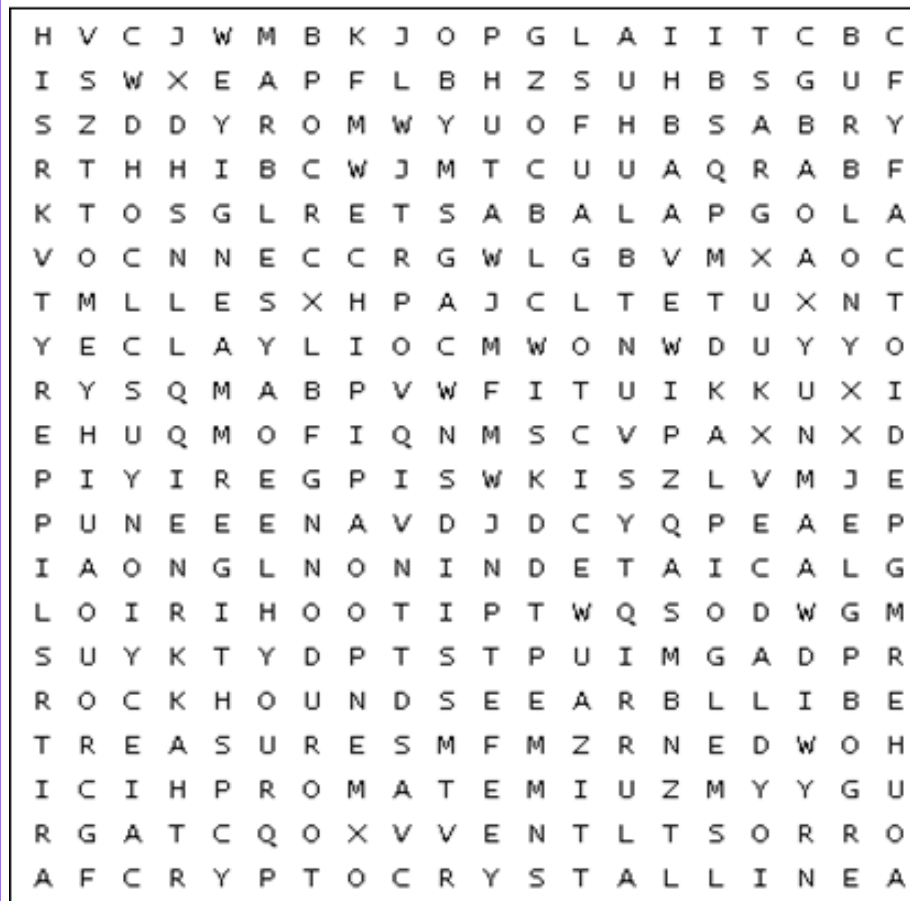 H V C J W M B K J O P G L A I I T C B C
I S W X E A P F L B H Z S U H B S G U F
S Z D D Y R O M W Y U O F H B S A B R Y
R T H H I B C W J M T C U U A Q R A B F
K T O S G L R E T S A B A L A P G O L A
V O C N N E C C R G W L G B V M X A O C
T M L L E S X H P A J C L T E T U X N T
Y E C L A Y L I O C M W O N W D U Y Y O
R Y S Q M A B P V W F I T U I K K U X I
E H U Q M O F I Q N M S C V P A X N X D
P I Y I R E G P I S W K I S Z L V M J E
P U N E E E N A V D J D C Y Q P E A E P
I A O N G L N O N I N D E T A I C A L G
L O I R I H O O T I P T W Q S O D W G M
S U Y K T Y D P T S T P U I M G A D P R
R O C K H O U N D S E E A R B L L I B E
T R E A S U R E S M F M Z R N E D W O H
I C I H P R O M A T E M I U Z M Y Y G U
R G A T C Q O X V V E N T L T S O R R O
A F C R Y P T O C R Y S T A L L I N E A